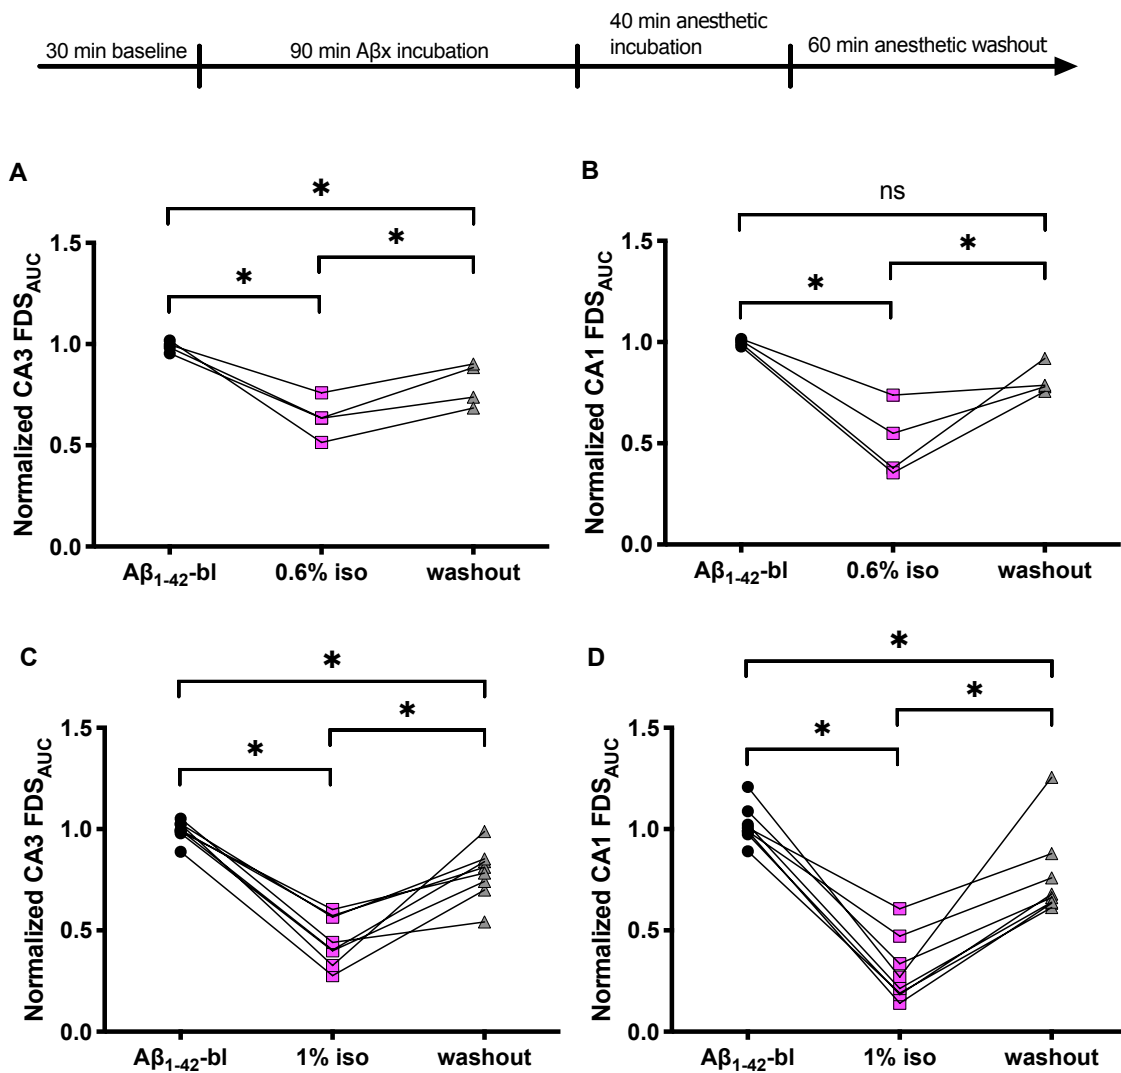 30 min baseline
90 min Aβx incubation
40 min anesthetic
incubation
60 min anesthetic washout
A
*
*
*
Normalized CA3 FDS_AUC
1.5
1.0
0.5
0.0
Aβ1-42-bl
0.6% iso
washout
B
ns
*
*
Normalized CA1 FDS_AUC
1.5
1.0
0.5
0.0
Aβ1-42-bl
0.6% iso
washout
C
*
*
*
Normalized CA3 FDS_AUC
1.5
1.0
0.5
0.0
Aβ1-42-bl
1% iso
washout
D
*
*
*
Normalized CA1 FDS_AUC
1.5
1.0
0.5
0.0
Aβ1-42-bl
1% iso
washout